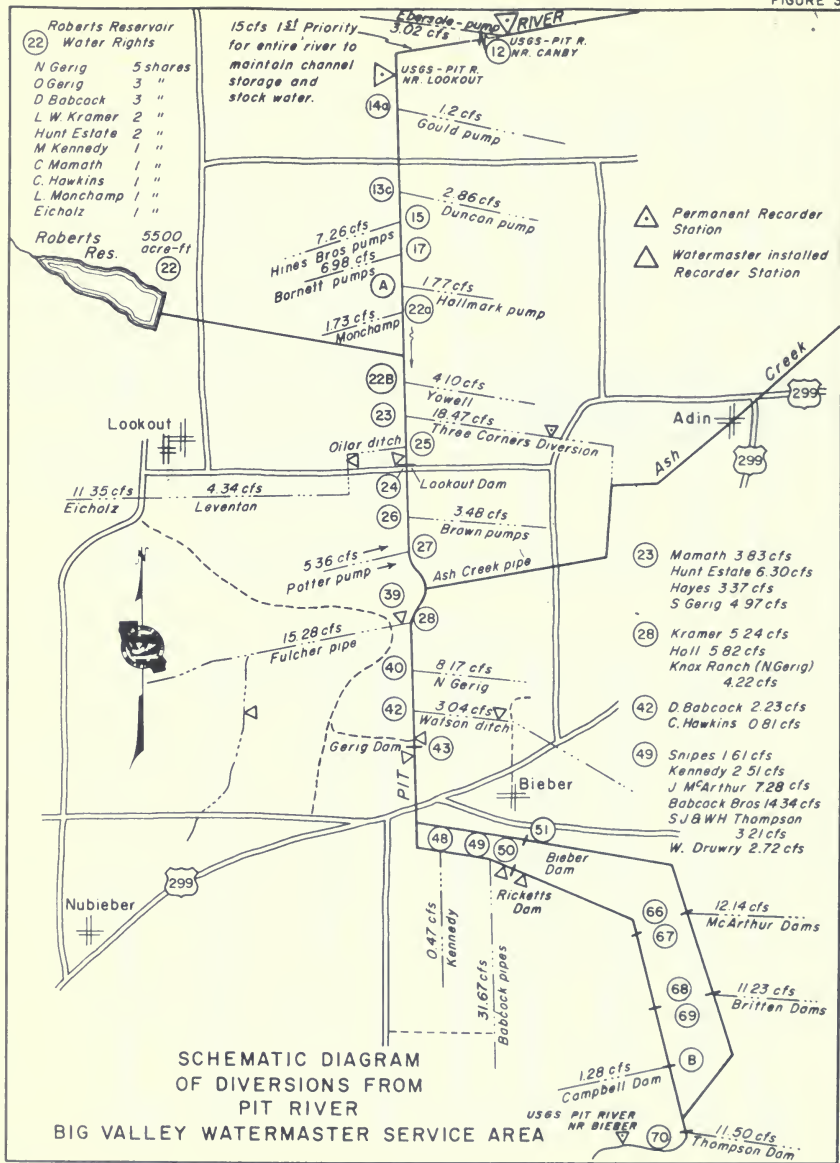 FIGURE 3
Roberts Reservoir
22 Water Rights
N Gerig 5 shares
O Gerig 3 "
D Babcock 3 "
L W. Kramer 2 "
Hunt Estate 2 "
M Kennedy 1 "
C Mamath 1 "
C. Hawkins 1 "
L. Monchamp 1 "
Eicholz 1 "
Roberts Res.
5500
acre-ft
22
15 cfs 1st Priority
for entire river to
maintain channel
storage and
stock water.
Ebersole-pump
3.02 cfs
RIVER
12
USGS-PIT R.
NR. CANBY
USGS-PIT R.
NR. LOOKOUT
14a
1.2 cfs
Gould pump
13c
2.86 cfs
Duncan pump
15
7.26 cfs
Hines Bros pumps
17
6.98 cfs
Barnett pumps
A
1.77 cfs
Hallmark pump
22a
1.73 cfs
Monchamp
Permanent Recorder
Station
Watermaster installed
Recorder Station
22B
4.10 cfs
Yowell
23
18.47 cfs
Three Corners Diversion
Creek
Ash
299
Adin
299
Lookout
Oilar ditch
25
24
Lookout Dam
11.35 cfs
Eicholz
4.34 cfs
Leventan
26
3.48 cfs
Brown pumps
27
5.36 cfs
Potter pump
Ash Creek pipe
39
28
15.28 cfs
Fulcher pipe
N
40
8.17 cfs
N Gerig
42
3.04 cfs
Watson ditch
Gerig Dam
43
PIT
Bieber
23 Mamath 3.83 cfs
Hunt Estate 6.30 cfs
Hayes 3.37 cfs
S Gerig 4.97 cfs
28 Kramer 5.24 cfs
Hall 5.82 cfs
Knox Ranch (N Gerig)
4.22 cfs
42 D. Babcock 2.23 cfs
C. Hawkins 0.81 cfs
49 Snipes 1.61 cfs
Kennedy 2.51 cfs
J McArthur 7.28 cfs
Babcock Bros 14.34 cfs
S J & W H Thompson
3.21 cfs
W. Druwry 2.72 cfs
299
Nubieber
48
49
50
51
Bieber
Dam
Ricketts
Dam
0.47 cfs
Kennedy
31.67 cfs
Babcock pipes
66
67
12.14 cfs
McArthur Dams
68
69
11.23 cfs
Britten Dams
B
1.28 cfs
Campbell Dam
USGS PIT RIVER
NR BIEBER
70
11.50 cfs
Thompson Dam
SCHEMATIC DIAGRAM
OF DIVERSIONS FROM
PIT RIVER
BIG VALLEY WATERMASTER SERVICE AREA